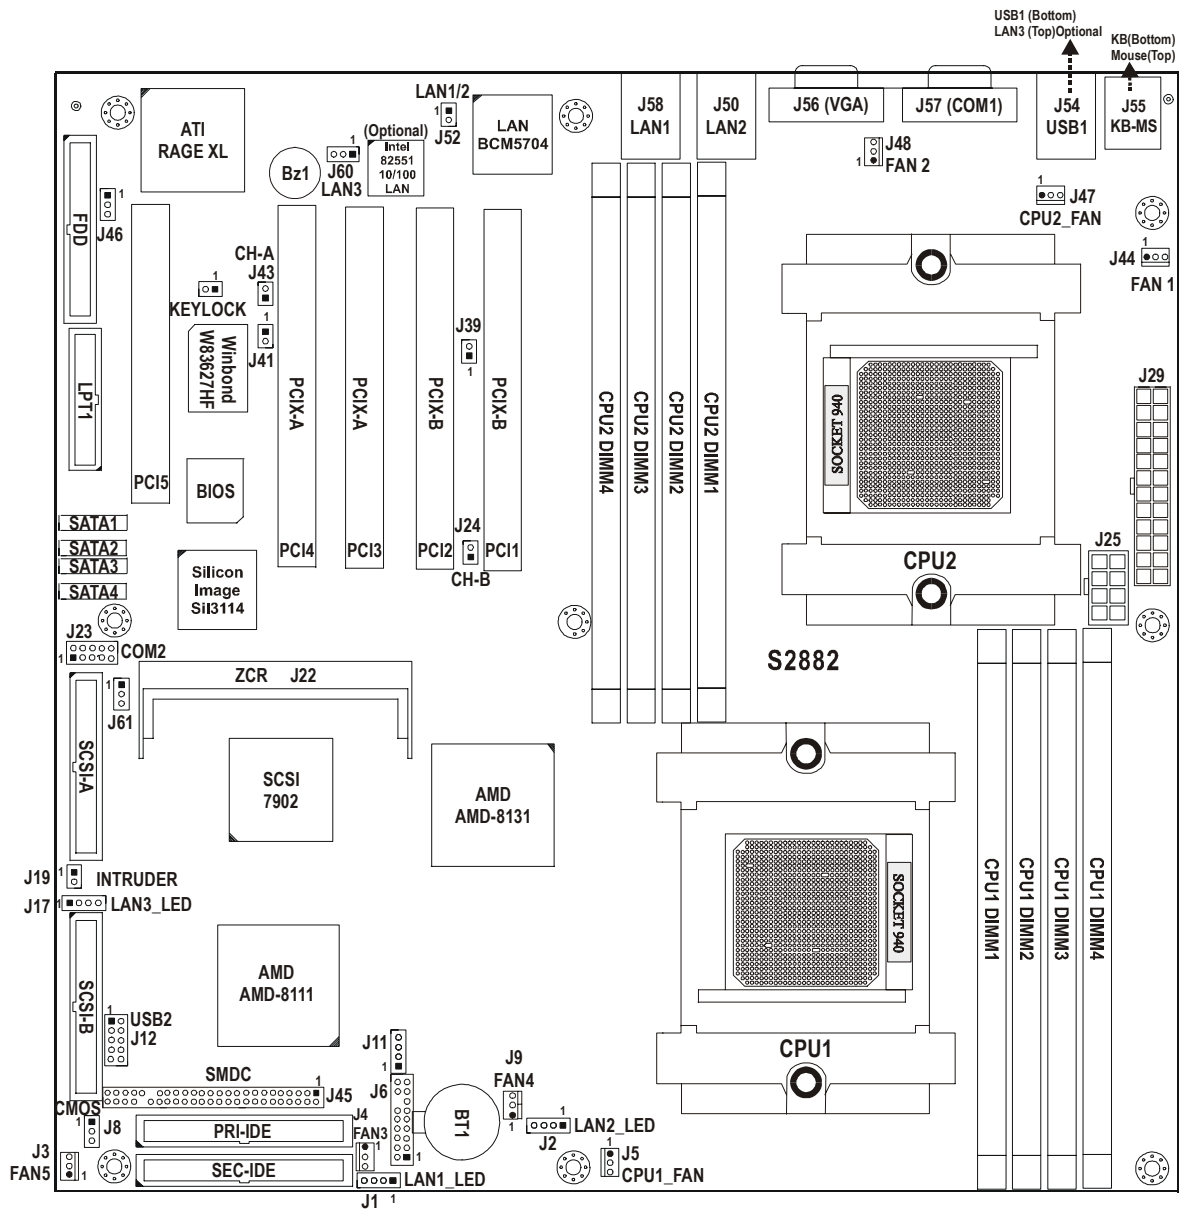 USB1 (Bottom)
LAN3 (Top)Optional
KB(Bottom)
Mouse(Top)
ATI
RAGE XL
LAN1/2
1
J52
LAN
BCM5704
J58
LAN1
J50
LAN2
J56 (VGA)
J57 (COM1)
J54
USB1
J55
KB-MS
(Optional)
Intel
82551
10/100
LAN
1
J60
LAN3
Bz1
J48
1
FAN 2
1
J47
CPU2_FAN
1
J44
FAN 1
FDD
1
J46
CH-A
J43
1
1
KEYLOCK
1
J41
J39
1
Winbond
W83627HF
LPT1
PCIX-A
PCIX-A
PCIX-B
PCIX-B
CPU2 DIMM4
CPU2 DIMM3
CPU2 DIMM2
CPU2 DIMM1
SOCKET 940
J29
PCI5
BIOS
SATA1
SATA2
SATA3
SATA4
PCI4
PCI3
PCI2
J24
1
CH-B
PCI1
J25
CPU2
Silicon
Image
SiI3114
J23
1
COM2
ZCR J22
S2882
1
J61
SCSI-A
SCSI
7902
AMD
AMD-8131
J19
1
INTRUDER
J17
1
LAN3_LED
SOCKET 940
CPU1 DIMM1
CPU1 DIMM2
CPU1 DIMM3
CPU1 DIMM4
SCSI-B
AMD
AMD-8111
1
USB2
J12
CPU1
J11
1
J9
FAN4
1
SMDC
1
J45
J6
1
BT1
CMOS
1
J8
J4
FAN3
1
PRI-IDE
1
J2
LAN2_LED
J3
FAN5
1
SEC-IDE
LAN1_LED
J1
1
1
J5
CPU1_FAN